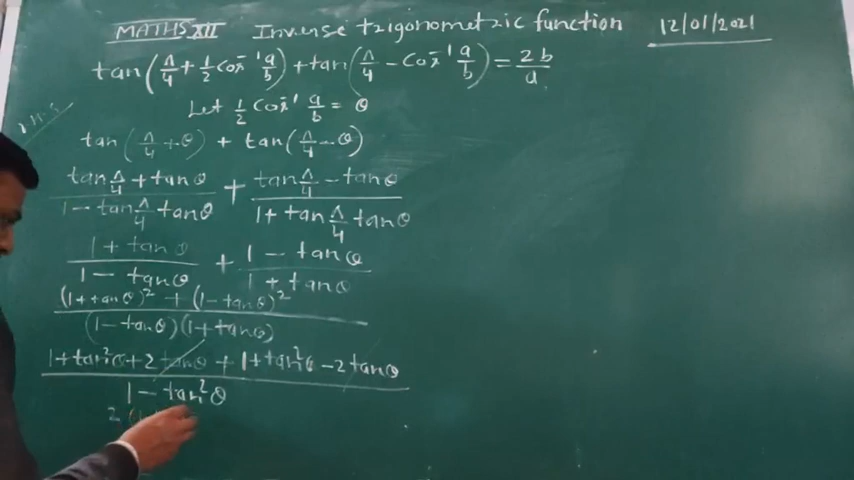 MATHS XII Inverse trigonometric function 12/01/2021
tan(π/4 + 1/2 Cos⁻¹ a/b) + tan(π/4 - Cos⁻¹ a/b) = 2b/a
Let 1/2 Cos⁻¹ a/b = θ
tan(π/4 + θ) + tan(π/4 - θ)
(tan π/4 + tanθ)/(1 - tan π/4 tanθ) + (tan π/4 - tanθ)/(1 + tan π/4 tanθ)
(1 + tanθ)/(1 - tanθ) + (1 - tanθ)/(1 + tanθ)
((1+tanθ)² + (1-tanθ)²)/((1-tanθ)(1+tanθ))
(1+tan²θ+2tanθ + 1+tan²θ-2tanθ)/(1 - tan²θ)
2 (